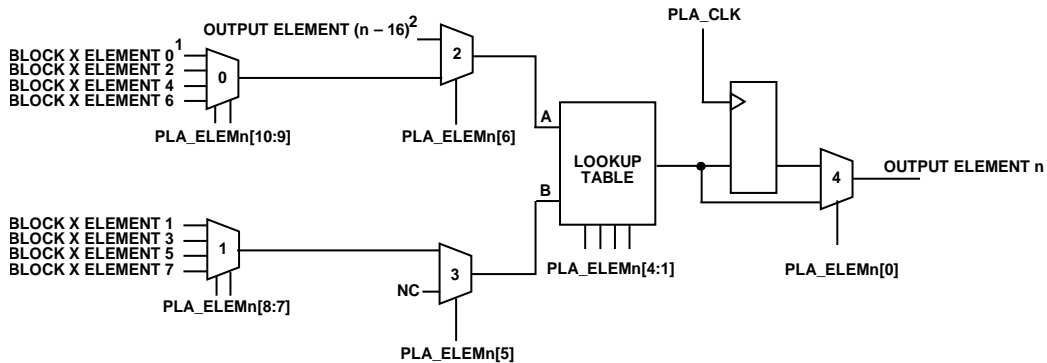 PLA_CLK
OUTPUT ELEMENT (n – 16)2
BLOCK X ELEMENT 01
BLOCK X ELEMENT 2
BLOCK X ELEMENT 4
BLOCK X ELEMENT 6
0
2
PLA_ELEMn[10:9]
PLA_ELEMn[6]
A
LOOKUP
TABLE
B
4
OUTPUT ELEMENT n
BLOCK X ELEMENT 1
BLOCK X ELEMENT 3
BLOCK X ELEMENT 5
BLOCK X ELEMENT 7
1
3
NC
PLA_ELEMn[4:1]
PLA_ELEMn[0]
PLA_ELEMn[8:7]
PLA_ELEMn[5]